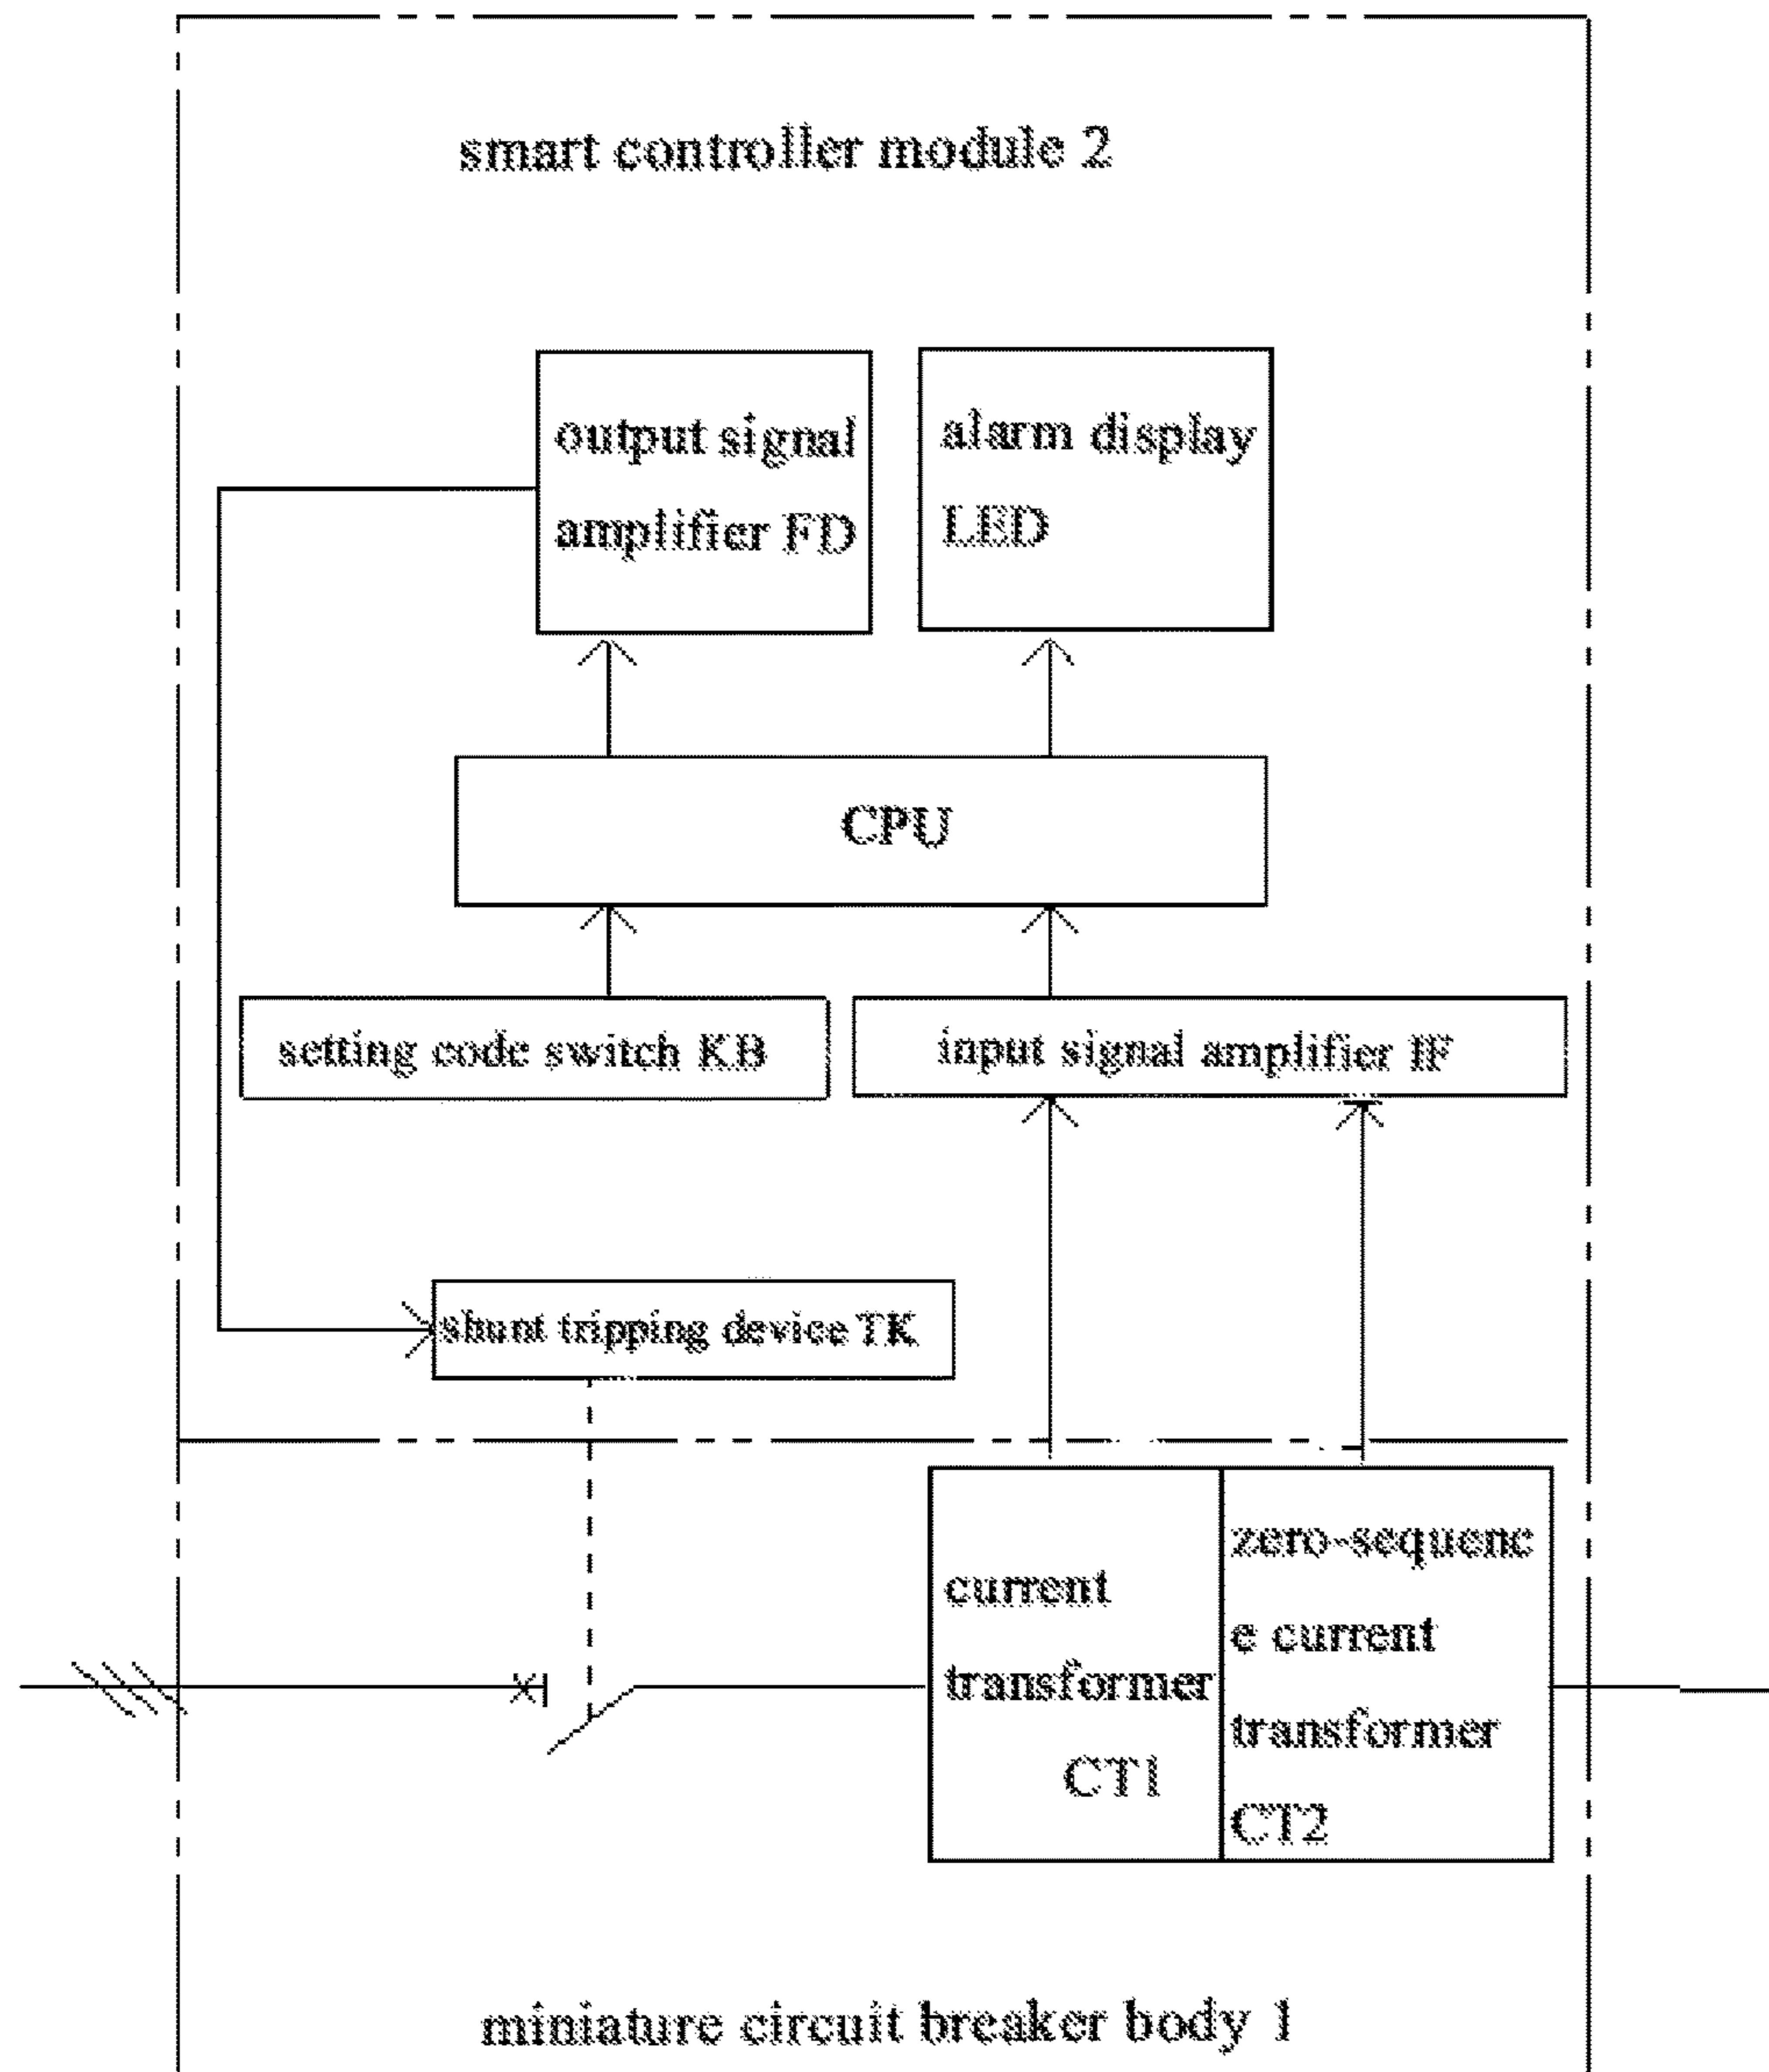 smart controller module 2
output signal
amplifier FD
alarm display
LED
CPU
setting code switch KB
input signal amplifier IF
shunt tripping device TK
current
transformer
CT1
zero-sequenc
e current
transformer
CT2
miniature circuit breaker body 1